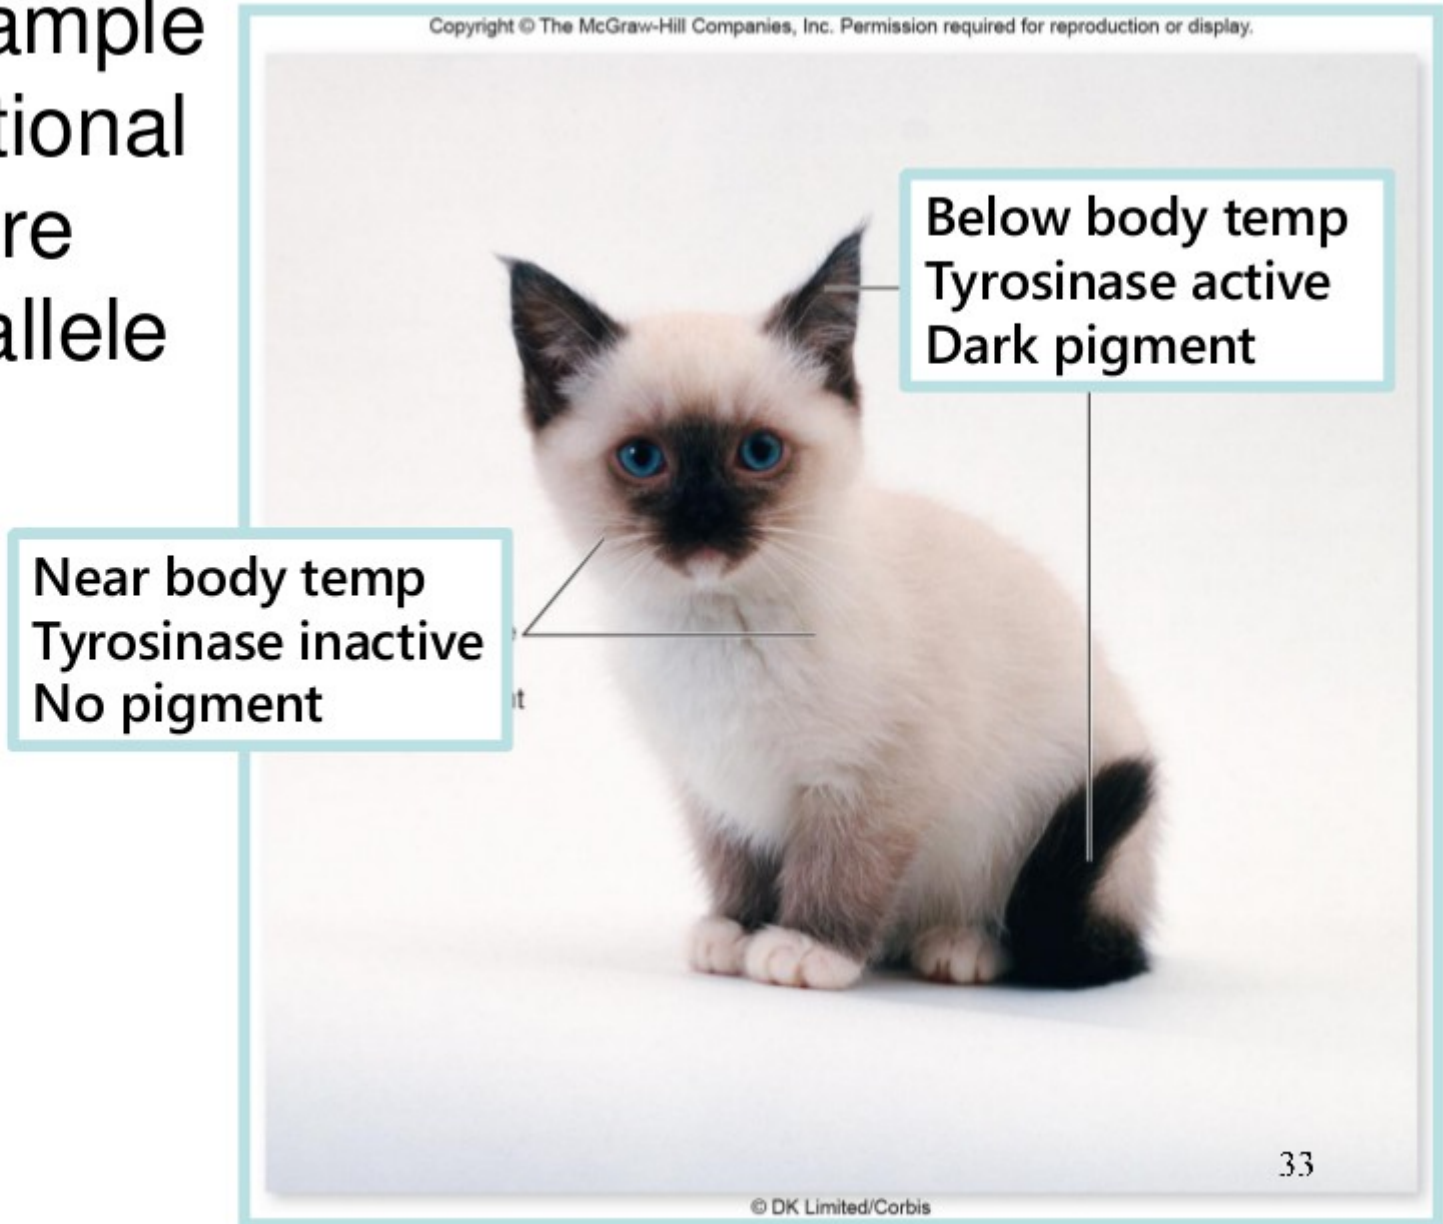 ample
tional
re
allele
Copyright © The McGraw-Hill Companies, Inc. Permission required for reproduction or display.
Below body temp
Tyrosinase active
Dark pigment
Near body temp
Tyrosinase inactive
No pigment
t
33
© DK Limited/Corbis